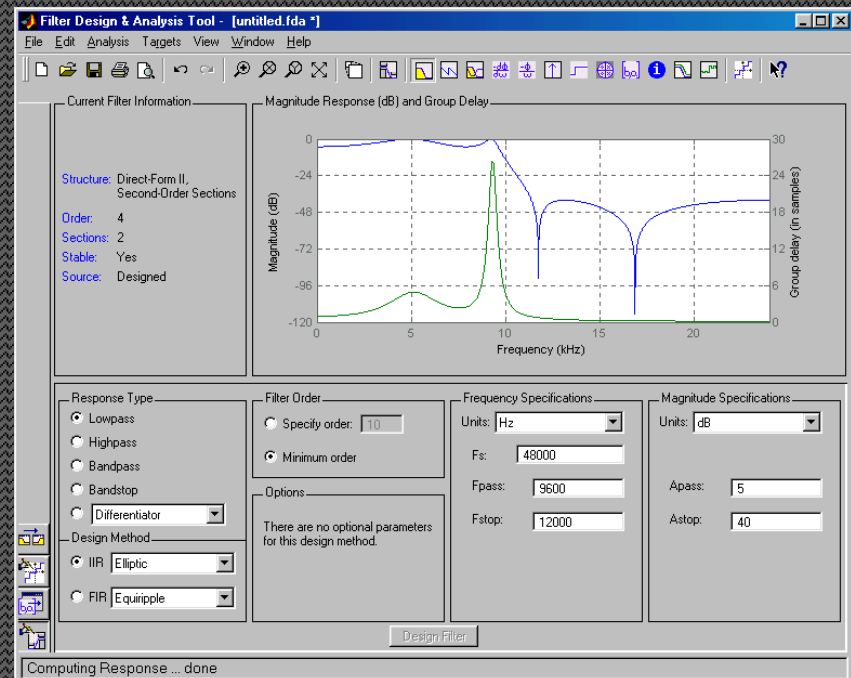 Filter Design & Analysis Tool - [untitled.fda *]
File Edit Analysis Targets View Window Help
Current Filter Information
Structure: Direct-Form II,
Second-Order Sections
Order: 4
Sections: 2
Stable: Yes
Source: Designed
Magnitude Response (dB) and Group Delay
Magnitude (dB)
0
-24
-48
-72
-96
-120
0 5 10 15 20
Frequency (kHz)
30
24
18
12
6
0
Group delay (in samples)
Response Type
Lowpass
Highpass
Bandpass
Bandstop
Differentiator
Design Method
IIR Elliptic
FIR Equiripple
Filter Order
Specify order: 10
Minimum order
Options
There are no optional parameters
for this design method.
Frequency Specifications
Units: Hz
Fs: 48000
Fpass: 9600
Fstop: 12000
Magnitude Specifications
Units: dB
Apass: 5
Astop: 40
Design Filter
Computing Response ... done